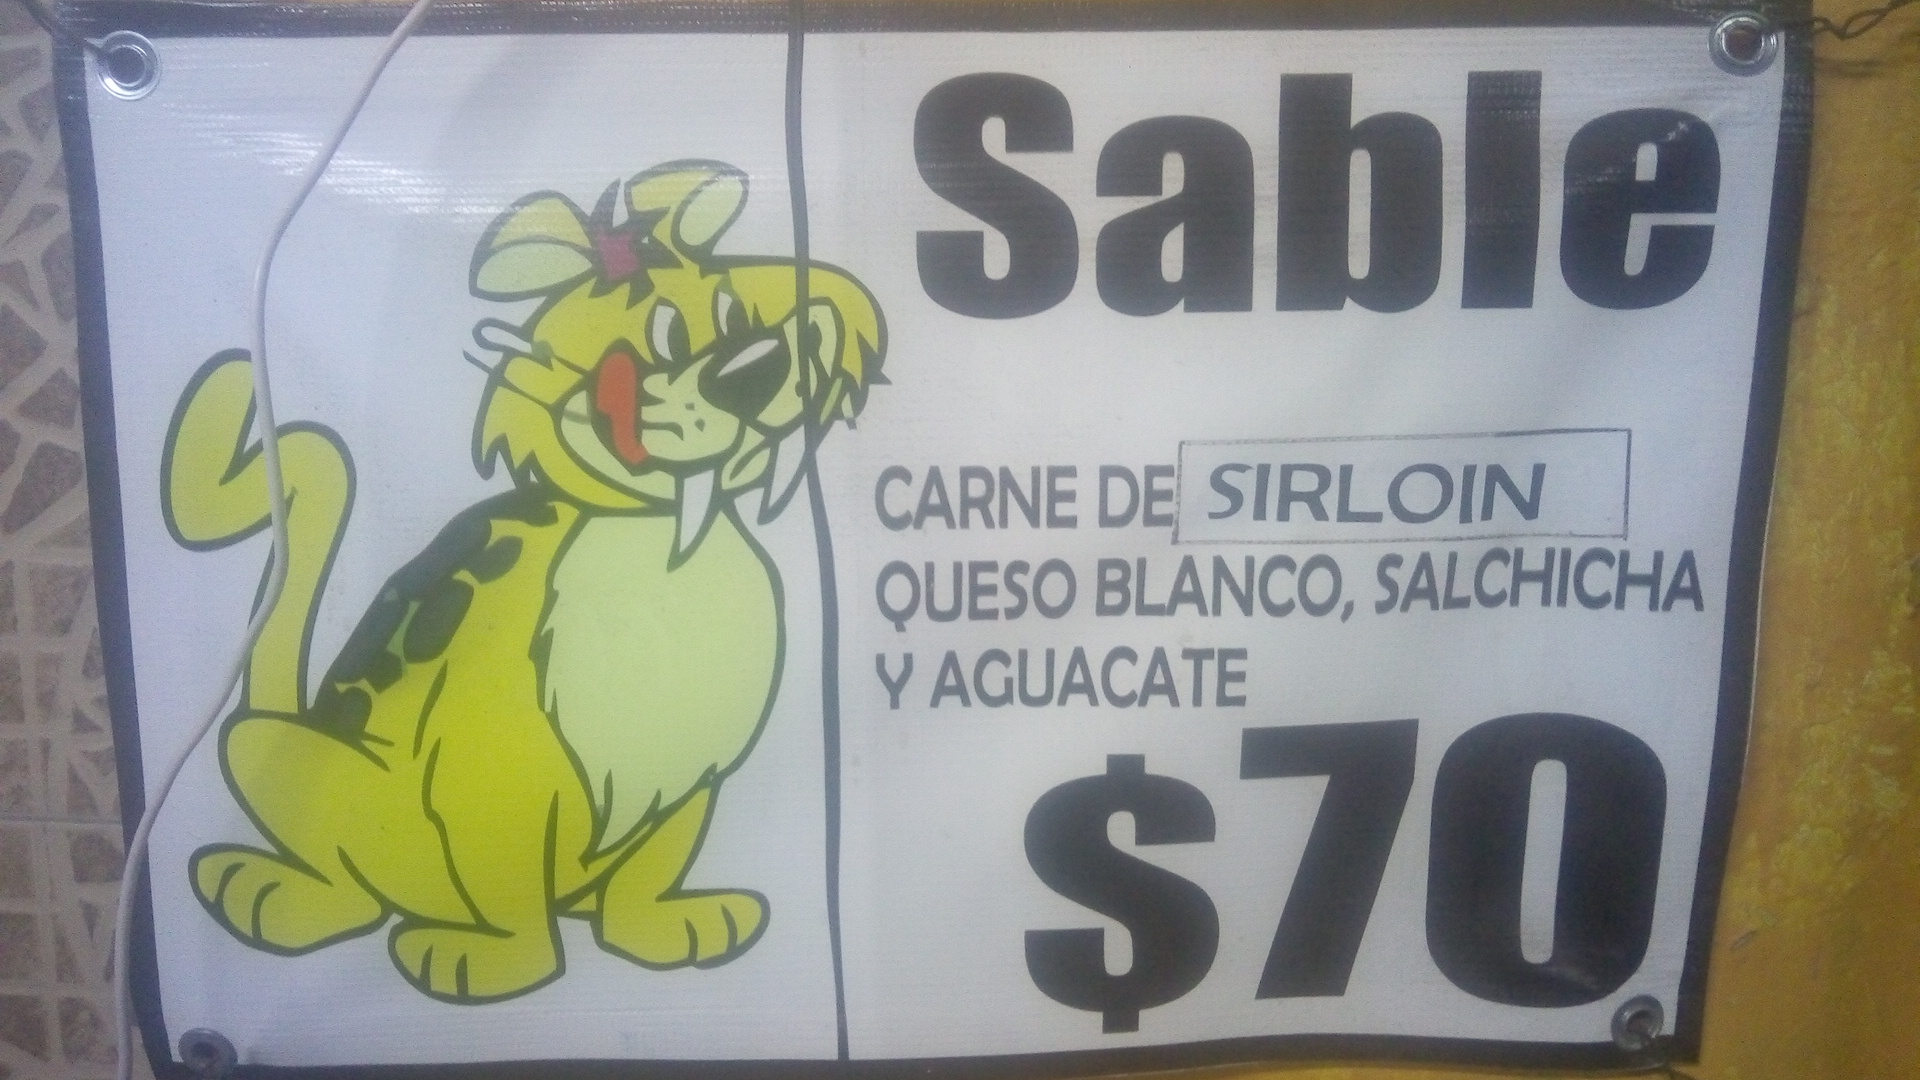 Sable
CARNE DE SIRLOIN
QUESO BLANCO, SALCHICHA
Y AGUACATE
$70